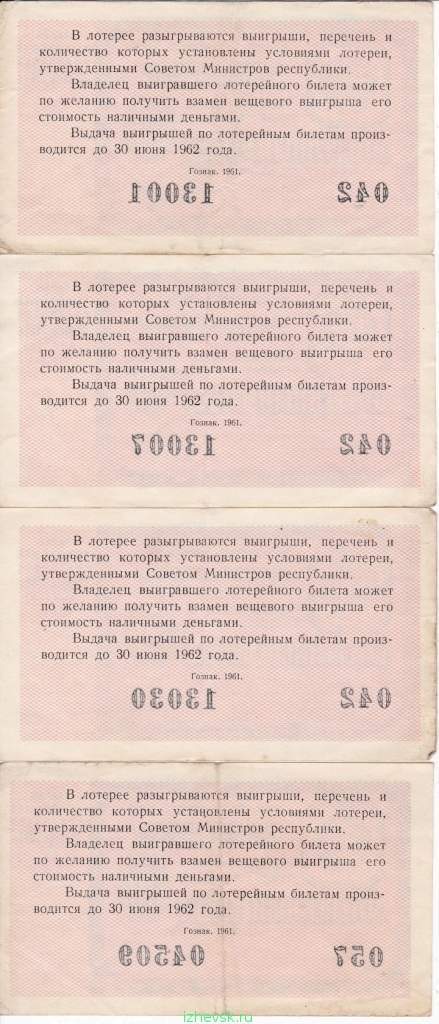 В лотерее разыгрываются выигрыши, перечень и
количество которых установлены условиями лотереи,
утвержденными Советом Министров республики.
Владелец выигравшего лотерейного билета может
по желанию получить взамен вещевого выигрыша его
стоимость наличными деньгами.
Выдача выигрышей по лотерейным билетам произ-
водится до 30 июня 1962 года.
Гознак. 1961.
13001 042
В лотерее разыгрываются выигрыши, перечень и
количество которых установлены условиями лотереи,
утвержденными Советом Министров республики.
Владелец выигравшего лотерейного билета может
по желанию получить взамен вещевого выигрыша его
стоимость наличными деньгами.
Выдача выигрышей по лотерейным билетам произ-
водится до 30 июня 1962 года.
Гознак. 1961.
13007 042
В лотерее разыгрываются выигрыши, перечень и
количество которых установлены условиями лотереи,
утвержденными Советом Министров республики.
Владелец выигравшего лотерейного билета может
по желанию получить взамен вещевого выигрыша его
стоимость наличными деньгами.
Выдача выигрышей по лотерейным билетам произ-
водится до 30 июня 1962 года.
Гознак. 1961.
13030 042
В лотерее разыгрываются выигрыши, перечень и
количество которых установлены условиями лотереи,
утвержденными Советом Министров республики.
Владелец выигравшего лотерейного билета может
по желанию получить взамен вещевого выигрыша его
стоимость наличными деньгами.
Выдача выигрышей по лотерейным билетам произ-
водится до 30 июня 1962 года.
Гознак. 1961.
04509 057
izhevsk.ru